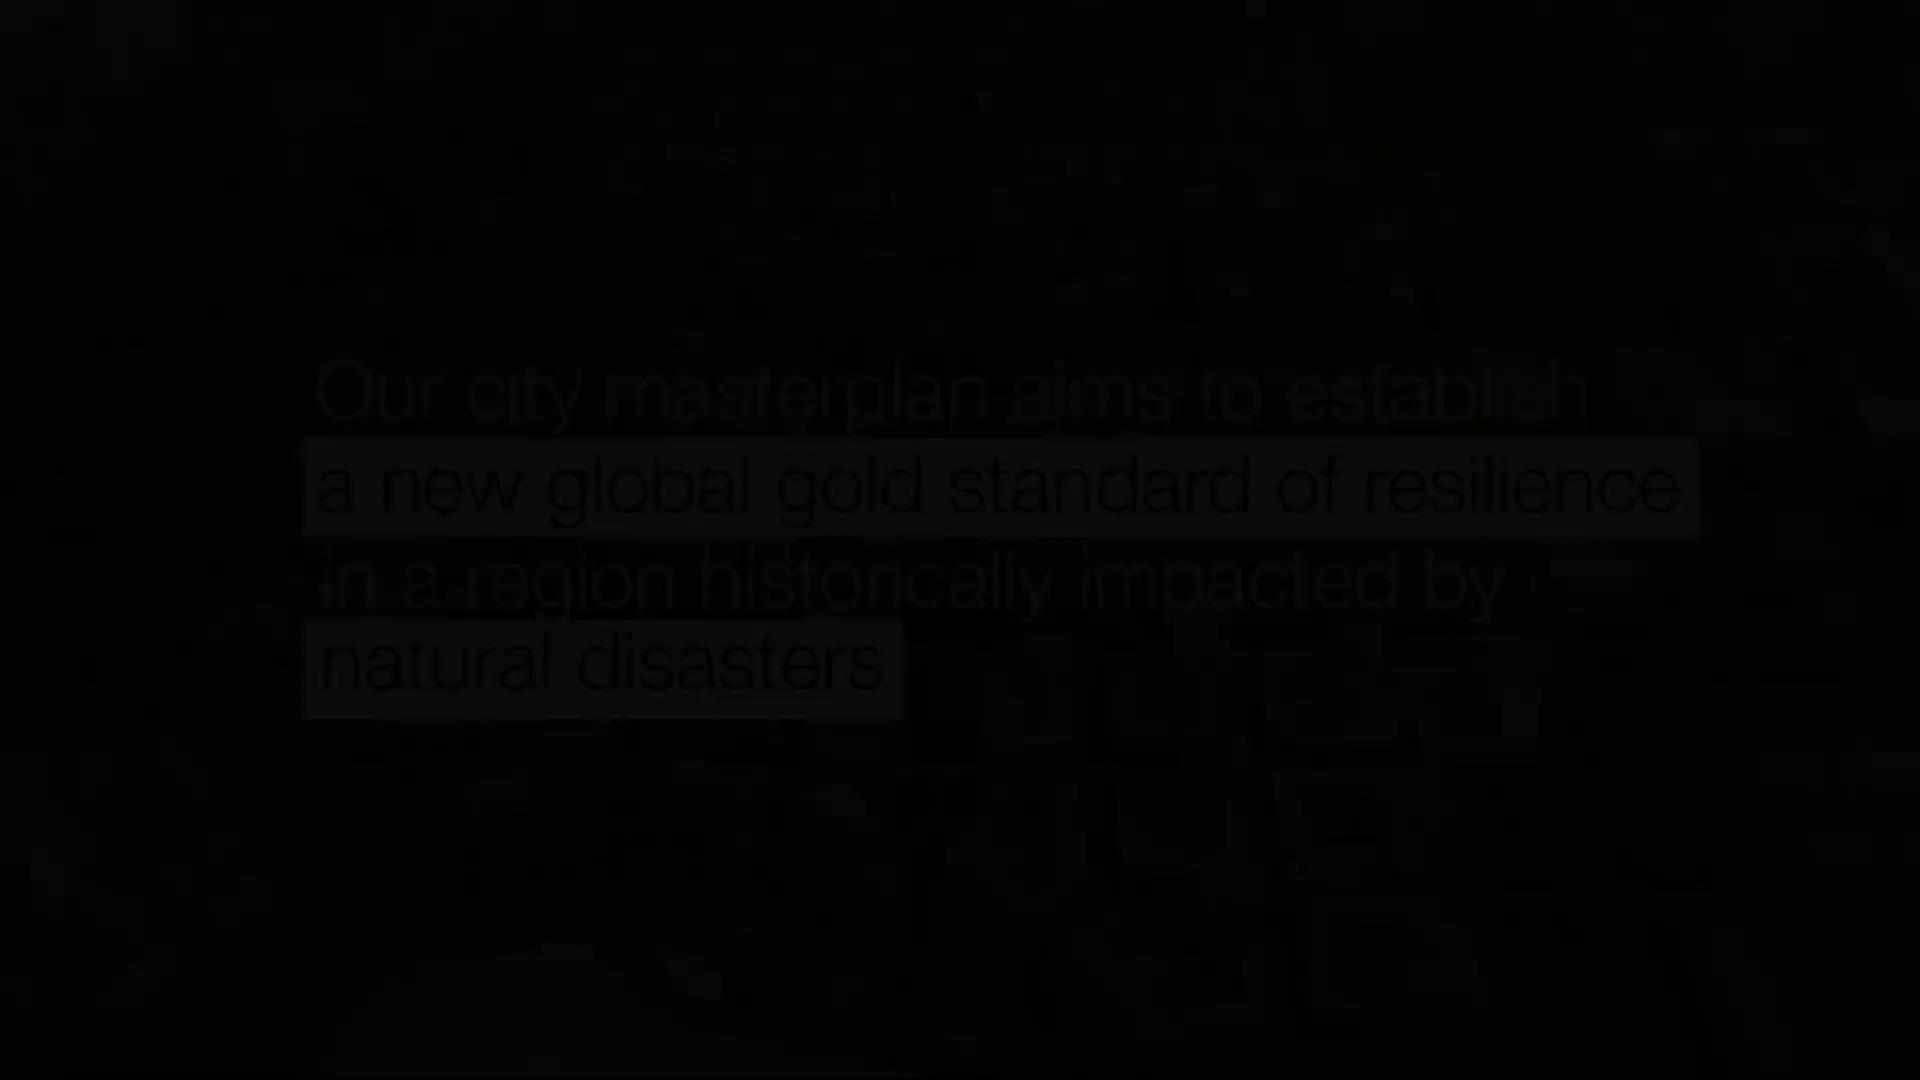 Our city masterplan aims to establish
a new global gold standard of resilience
in a region historically impacted by
natural disasters